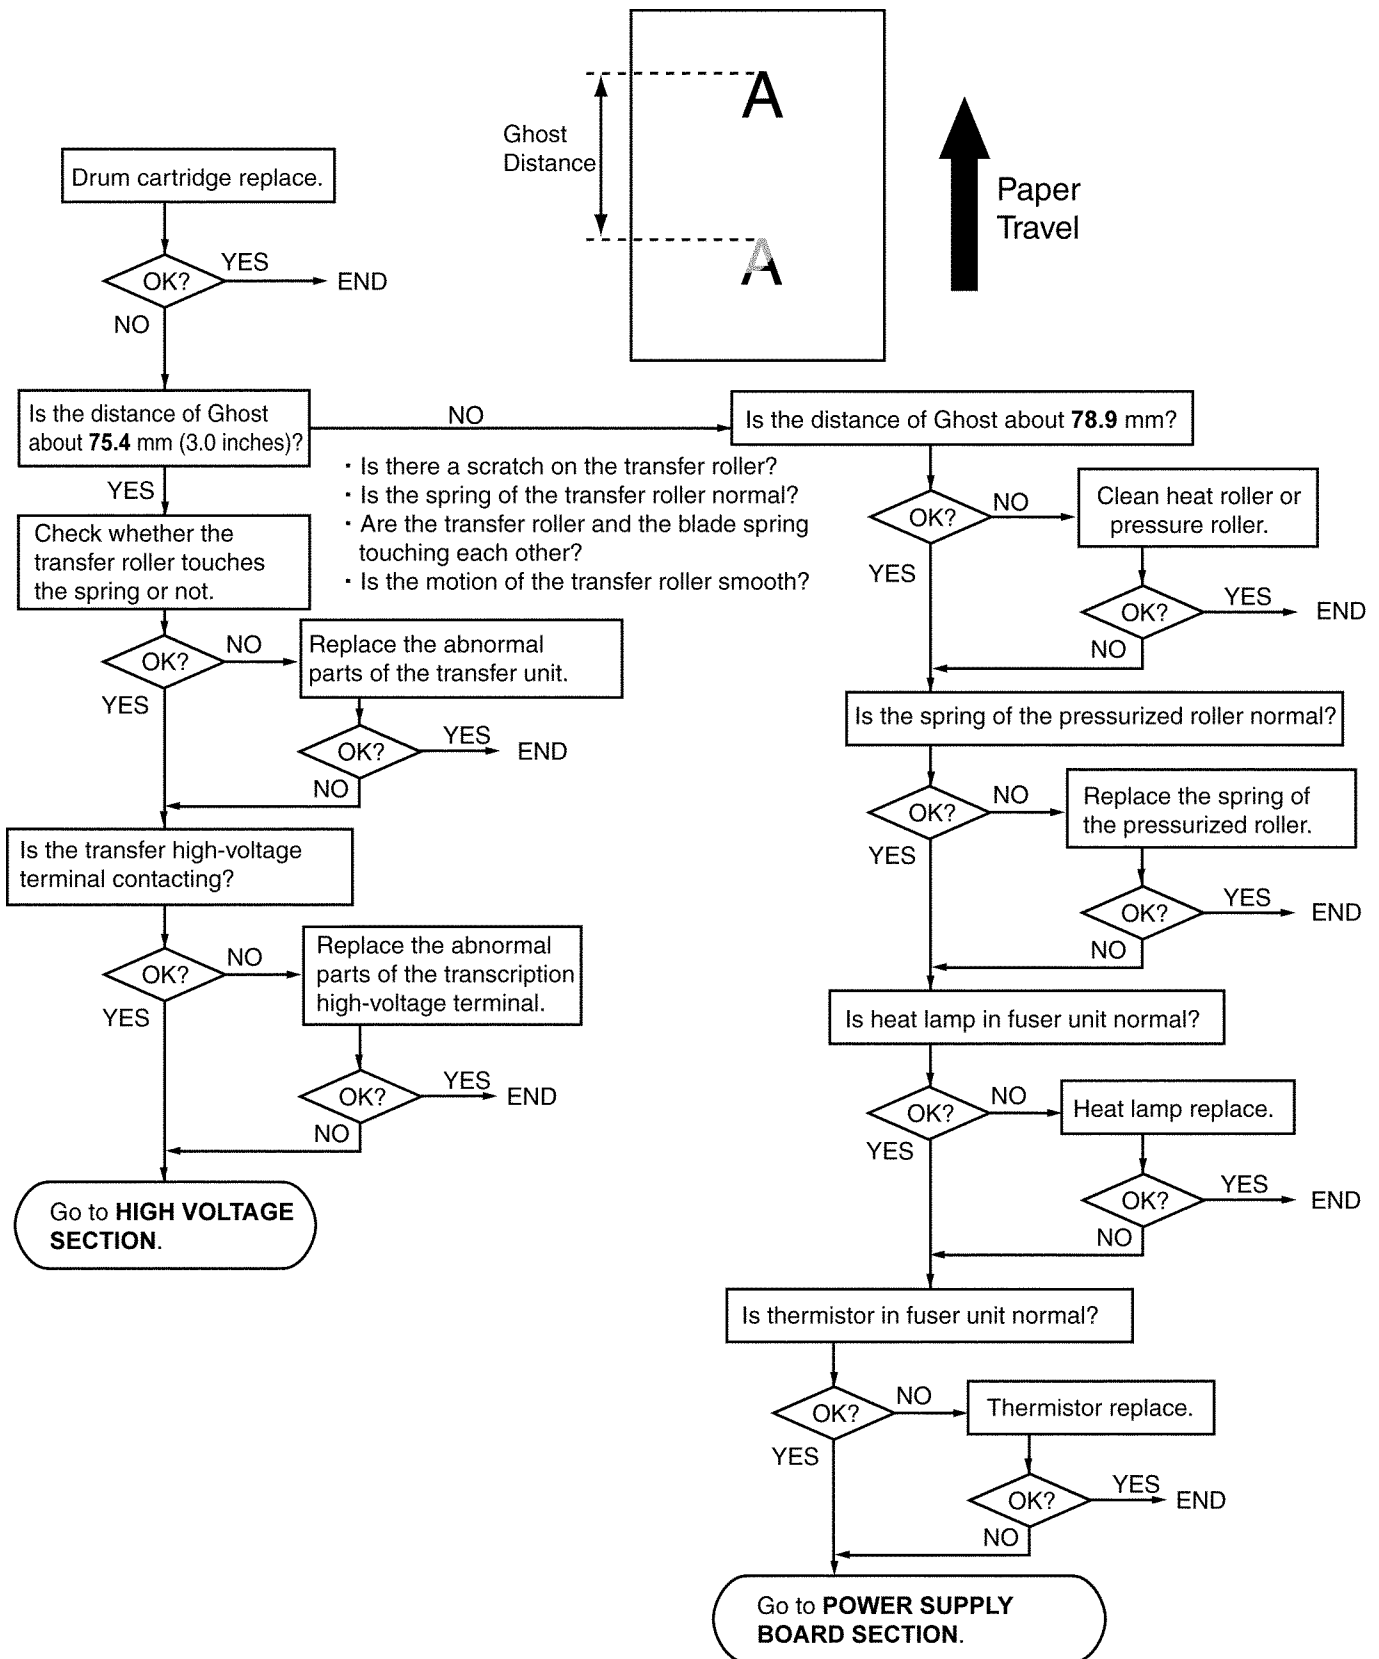 A
Ghost
Distance
A
Paper
Travel
Drum cartridge replace.
OK?
YES
END
NO
Is the distance of Ghost
about 75.4 mm (3.0 inches)?
NO
YES
Check whether the
transfer roller touches
the spring or not.
· Is there a scratch on the transfer roller?
· Is the spring of the transfer roller normal?
· Are the transfer roller and the blade spring
touching each other?
· Is the motion of the transfer roller smooth?
OK?
NO
Replace the abnormal
parts of the transfer unit.
YES
OK?
YES
END
NO
Is the transfer high-voltage
terminal contacting?
OK?
NO
Replace the abnormal
parts of the transcription
high-voltage terminal.
YES
OK?
YES
END
NO
Go to HIGH VOLTAGE
SECTION.
Is the distance of Ghost about 78.9 mm?
OK?
NO
Clean heat roller or
pressure roller.
YES
OK?
YES
END
NO
Is the spring of the pressurized roller normal?
OK?
NO
Replace the spring of
the pressurized roller.
YES
OK?
YES
END
NO
Is heat lamp in fuser unit normal?
OK?
NO
Heat lamp replace.
YES
OK?
YES
END
NO
Is thermistor in fuser unit normal?
OK?
NO
Thermistor replace.
YES
OK?
YES
END
NO
Go to POWER SUPPLY
BOARD SECTION.